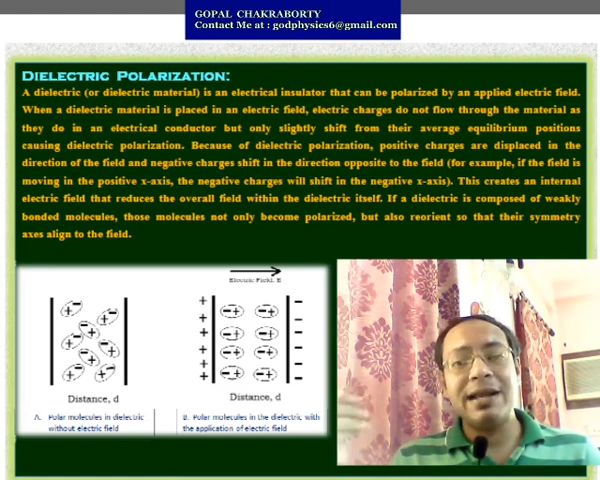 GOPAL CHAKRABORTY
Contact Me at : godphysics6@gmail.com
DIELECTRIC POLARIZATION:
A dielectric (or dielectric material) is an electrical insulator that can be polarized by an applied electric field.
When a dielectric material is placed in an electric field, electric charges do not flow through the material as
they do in an electrical conductor but only slightly shift from their average equilibrium positions
causing dielectric polarization. Because of dielectric polarization, positive charges are displaced in the
direction of the field and negative charges shift in the direction opposite to the field (for example, if the field is
moving in the positive x-axis, the negative charges will shift in the negative x-axis). This creates an internal
electric field that reduces the overall field within the dielectric itself. If a dielectric is composed of weakly
bonded molecules, those molecules not only become polarized, but also reorient so that their symmetry
axes align to the field.
Electric Field, E
Distance, d
Distance, d
A. Polar molecules in dielectric
without electric field
B. Polar molecules in the dielectric with
the application of electric field